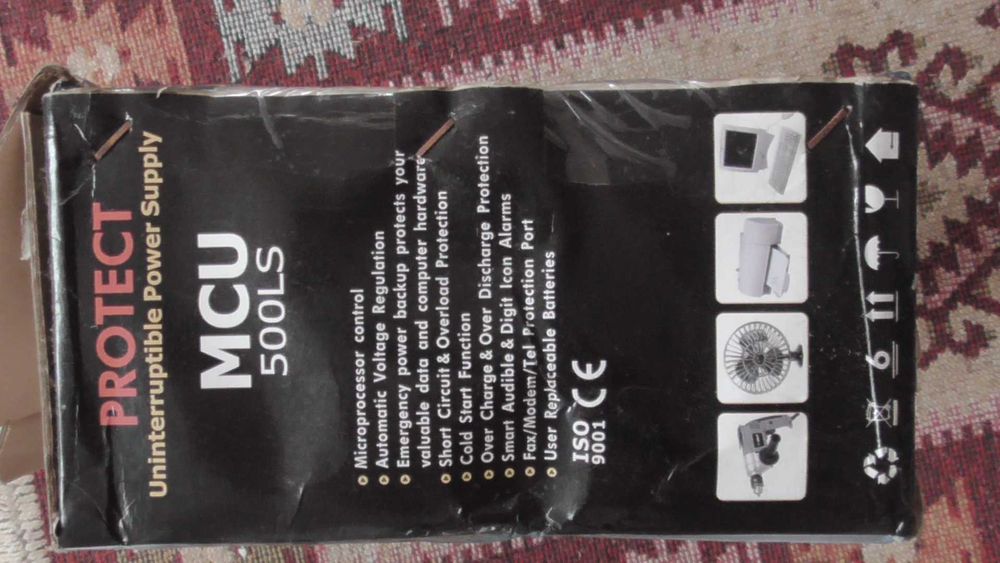 PROTECT
Uninterruptible Power Supply
MCU
500LS
Microprocessor control
Automatic Voltage Regulation
Emergency power backup protects your
valuable data and computer hardware
Short Circuit & Overload Protection
Cold Start Function
Over Charge & Over Discharge Protection
Smart Audible & Digit Icon Alarms
Fax/Modem/Tel Protection Port
User Replaceable Batteries
ISO
9001 CE
6